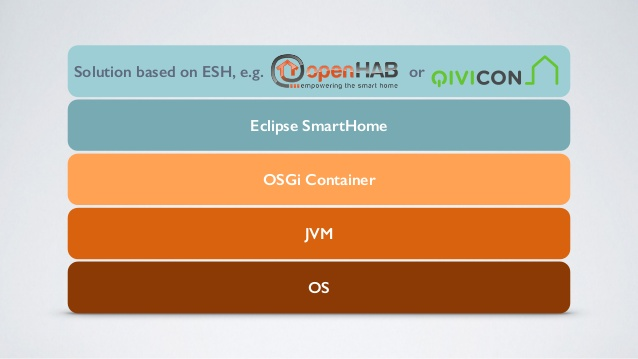 Solution based on ESH, e.g. openHAB or QIVICON
empowering the smart home
Eclipse SmartHome
OSGi Container
JVM
OS